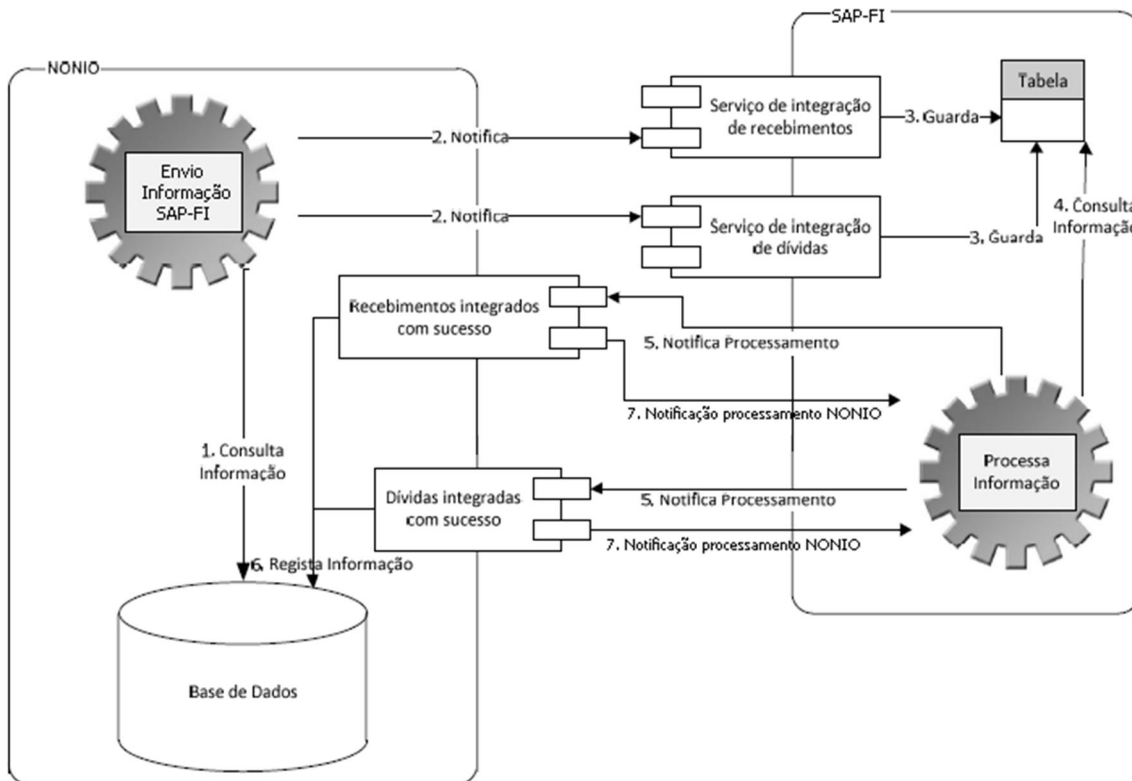 SAP-FI
NONIO
Tabela
Serviço de integração
de recebimentos
3. Guarda
2. Notifica
Envio
Informação
SAP-FI
4. Consulta
Informação
2. Notifica
Serviço de integração
de dívidas
3. Guarda
Recebimentos integrados
com sucesso
5. Notifica Processamento
7. Notificação processamento NONIO
1. Consulta
Informação
Processa
Informação
Dívidas integradas
com sucesso
5. Notifica Processamento
7. Notificação processamento NONIO
6. Regista Informação
Base de Dados